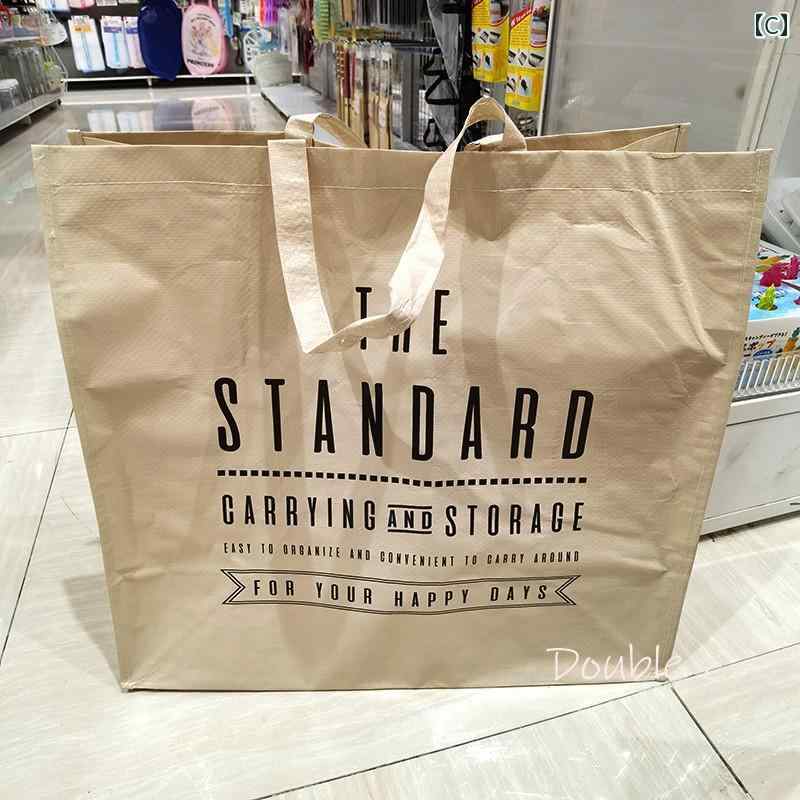 【C】
THE
STANDARD
CARRYING AND STORAGE
EASY TO ORGANIZE AND CONVENIENT TO CARRY AROUND
FOR YOUR HAPPY DAYS
Double